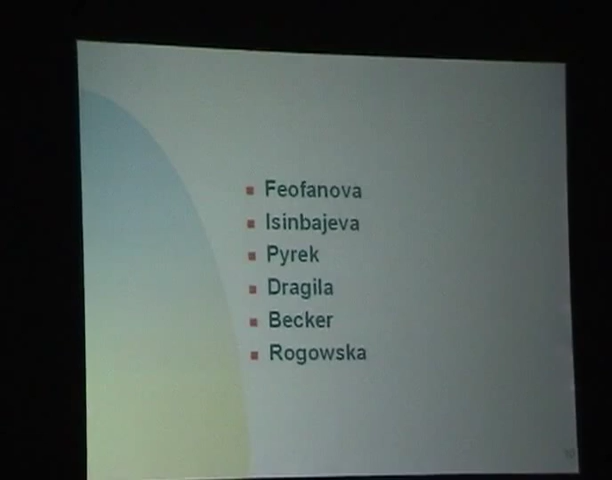 Feofanova
Isinbajeva
Pyrek
Dragila
Becker
Rogowska